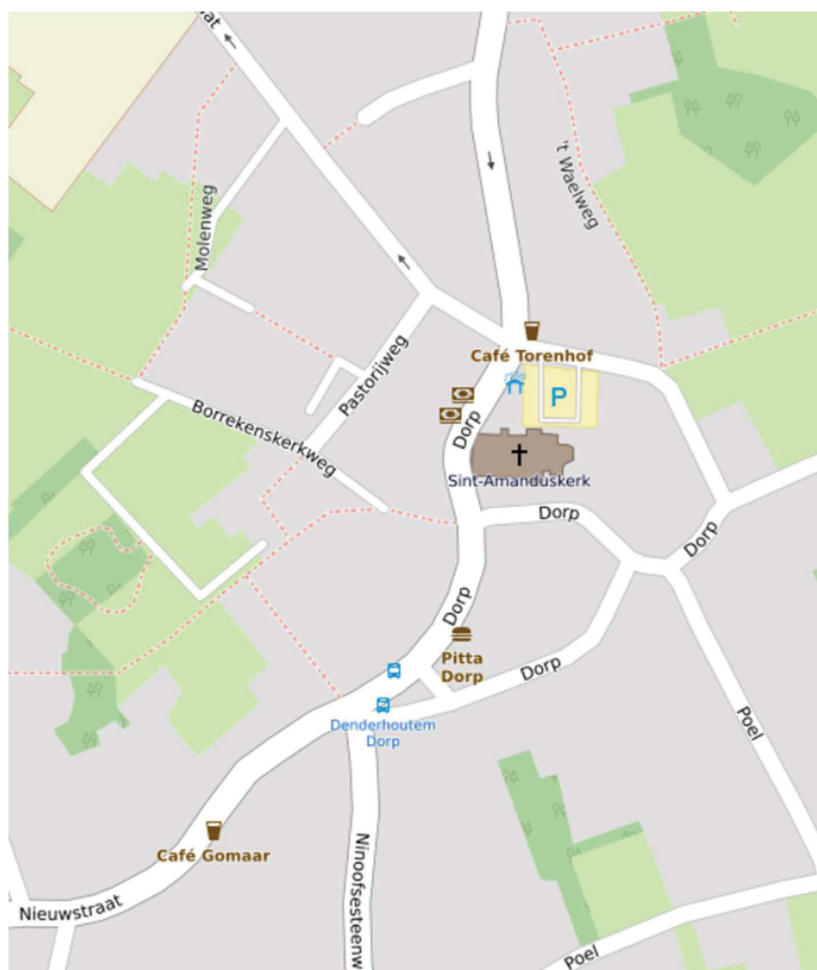 't Waelweg
Molenweg
Café Torenhof
P
Pastorijweg
Dorp
Borrekenskerkweg
Sint-Amanduskerk
Dorp
Dorp
Dorp
Pitta
Dorp
Dorp
Denderhoutem
Dorp
Poel
Café Gomaar
Ninoofsesteenw
Nieuwstraat
Poel